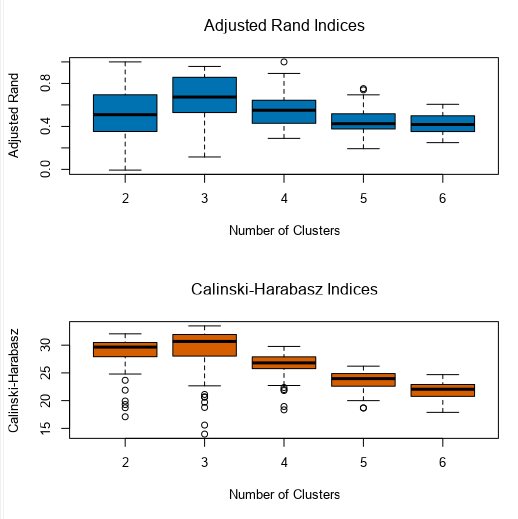 Adjusted Rand Indices
Adjusted Rand
0.8
0.4
0.0
2 3 4 5 6
Number of Clusters
Calinski-Harabasz Indices
Calinski-Harabasz
30
25
20
15
2 3 4 5 6
Number of Clusters